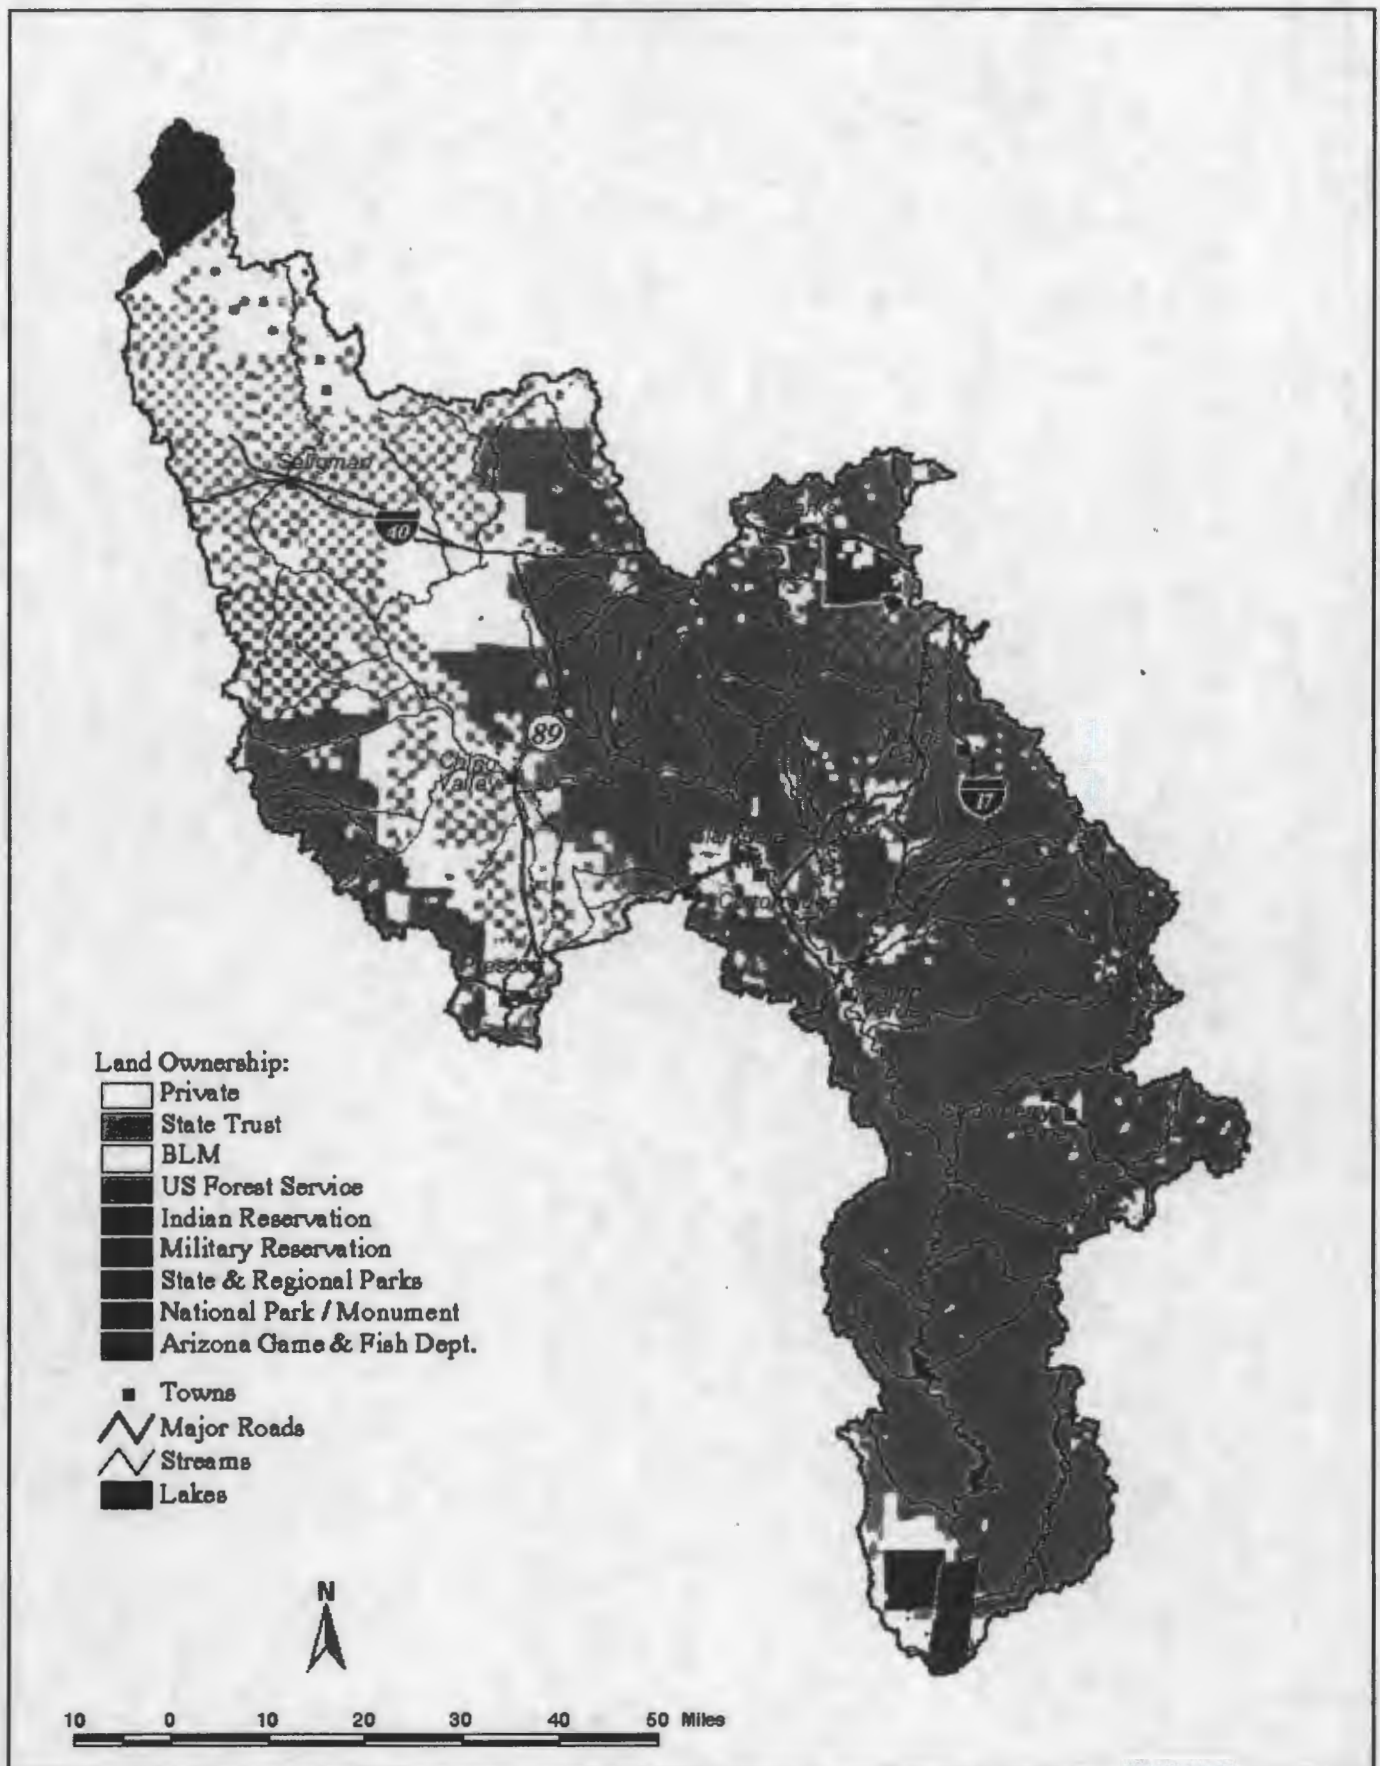 Seligman
40
89
Chino
Valley
17
Land Ownership:
Private
State Trust
BLM
US Forest Service
Indian Reservation
Military Reservation
State & Regional Parks
National Park / Monument
Arizona Game & Fish Dept.
Towns
Major Roads
Streams
Lakes
N
10 0 10 20 30 40 50 Miles